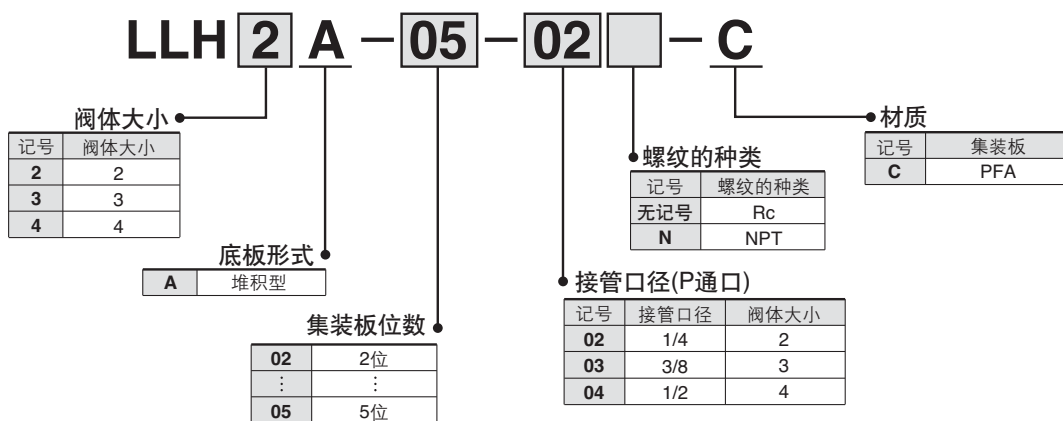 LLH 2 A － 05 － 02 － C
阀体大小
记号 阀体大小
2 2
3 3
4 4
底板形式
A 堆积型
集装板位数
02 2位
⋮ ⋮
05 5位
接管口径(P通口)
记号 接管口径 阀体大小
02 1/4 2
03 3/8 3
04 1/2 4
螺纹的种类
记号 螺纹的种类
无记号 Rc
N NPT
材质
记号 集装板
C PFA